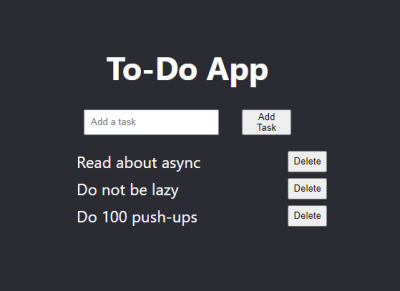 To-Do App
Add a task
Add
Task
Read about async
Delete
Do not be lazy
Delete
Do 100 push-ups
Delete